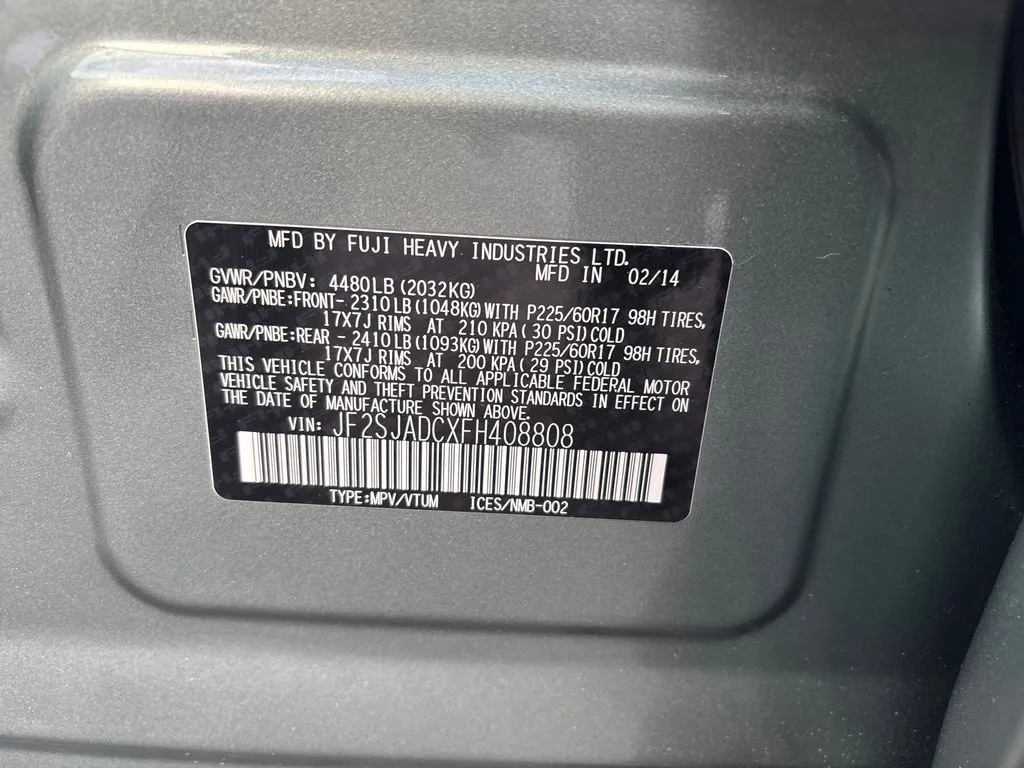 MFD BY FUJI HEAVY INDUSTRIES LTD.
MFD IN 02/14
GVWR/PNBV: 4480LB (2032KG)
GAWR/PNBE:FRONT- 2310LB (1048KG) WITH P225/60R17 98H TIRES,
17X7J RIMS AT 210 KPA ( 30 PSI) COLD
GAWR/PNBE:REAR - 2410LB (1093KG) WITH P225/60R17 98H TIRES,
17X7J RIMS AT 200 KPA ( 29 PSI) COLD
THIS VEHICLE CONFORMS TO ALL APPLICABLE FEDERAL MOTOR
VEHICLE SAFETY AND THEFT PREVENTION STANDARDS IN EFFECT ON
THE DATE OF MANUFACTURE SHOWN ABOVE.
VIN: JF2SJADCXFH408808
TYPE:MPV/VTUM ICES/NMB-002